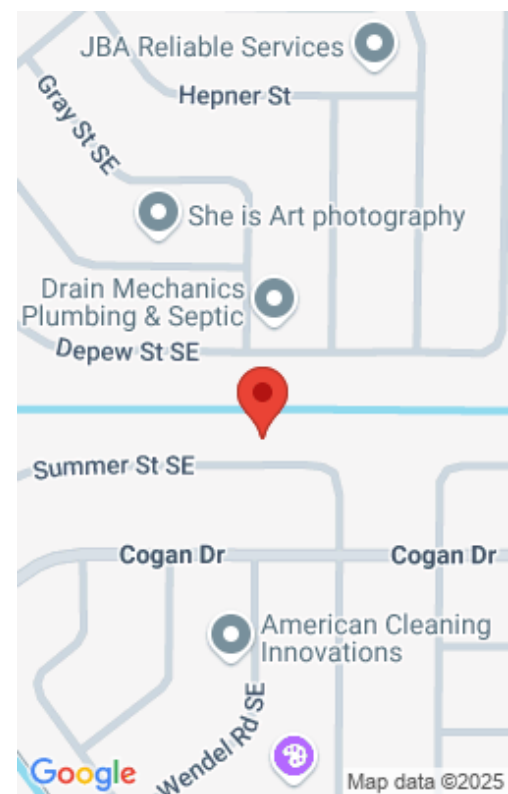 JBA Reliable Services
Hepner St
Gray St SE
She is Art photography
Drain Mechanics
Plumbing & Septic
Depew St SE
Summer St SE
Cogan Dr
Cogan Dr
American Cleaning
Innovations
Wendel Rd SE
Google
Map data ©2025